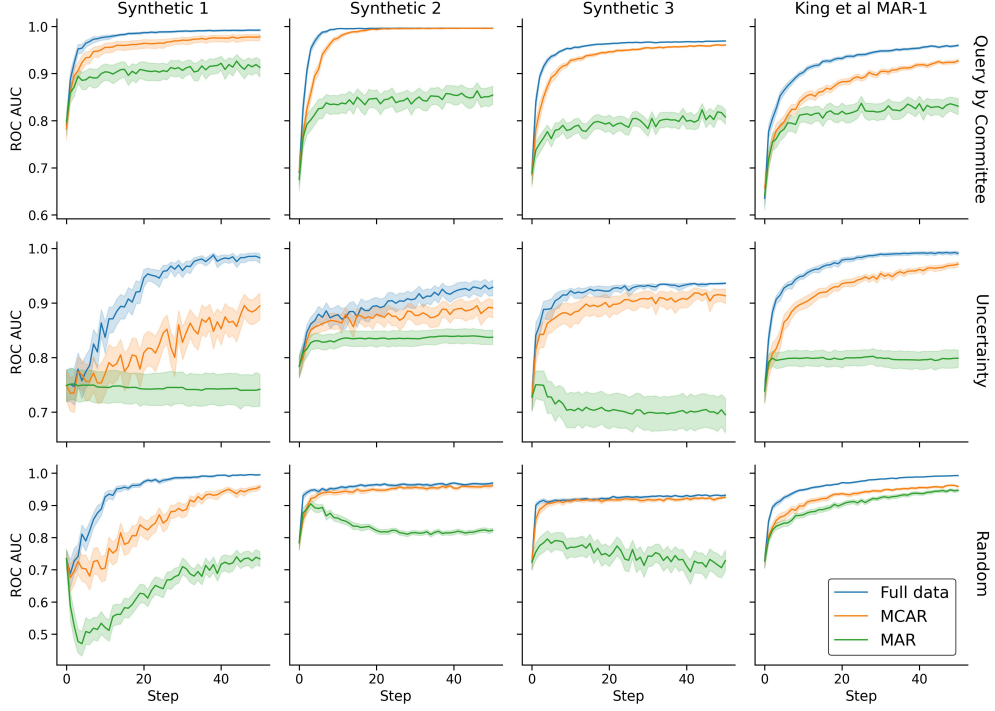 Synthetic 1
Synthetic 2
Synthetic 3
King et al MAR-1
1.0
0.9
0.8
0.7
0.6
ROC AUC
Query by Committee
1.0
0.9
0.8
0.7
ROC AUC
Uncertainty
1.0
0.9
0.8
0.7
0.6
0.5
ROC AUC
Random
Full data
MCAR
MAR
0 20 40
0 20 40
0 20 40
0 20 40
Step
Step
Step
Step